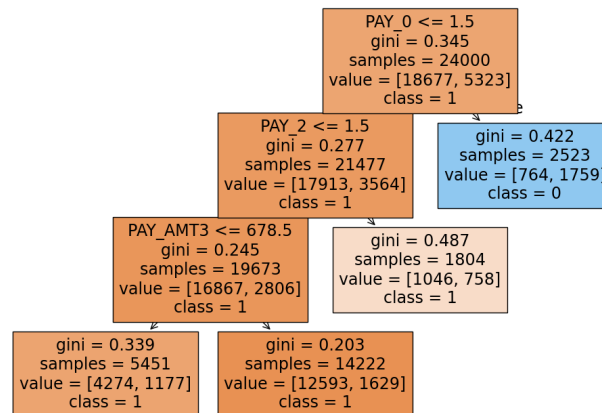 PAY_0 <= 1.5
gini = 0.345
samples = 24000
value = [18677, 5323]
class = 1
PAY_2 <= 1.5
gini = 0.277
samples = 21477
value = [17913, 3564]
class = 1
gini = 0.422
samples = 2523
value = [764, 1759]
class = 0
PAY_AMT3 <= 678.5
gini = 0.245
samples = 19673
value = [16867, 2806]
class = 1
gini = 0.487
samples = 1804
value = [1046, 758]
class = 1
gini = 0.339
samples = 5451
value = [4274, 1177]
class = 1
gini = 0.203
samples = 14222
value = [12593, 1629]
class = 1